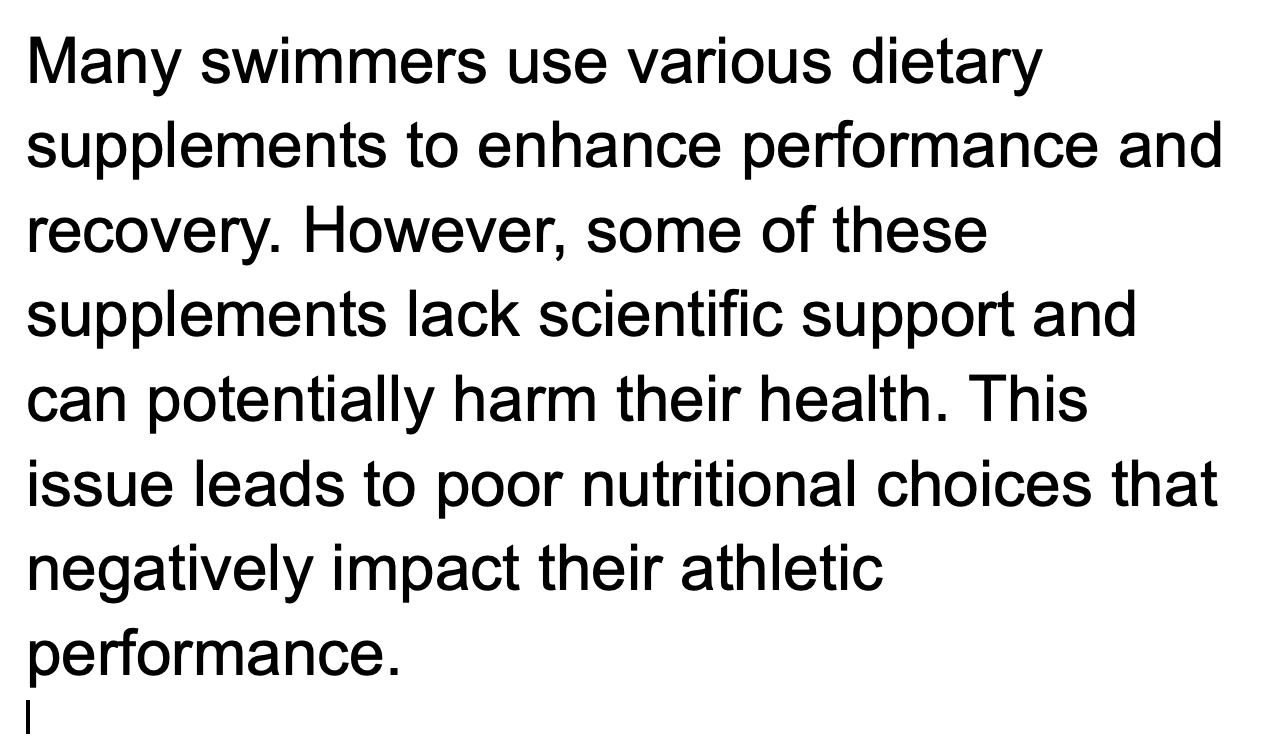 Many swimmers use various dietary
supplements to enhance performance and
recovery. However, some of these
supplements lack scientific support and
can potentially harm their health. This
issue leads to poor nutritional choices that
negatively impact their athletic
performance.